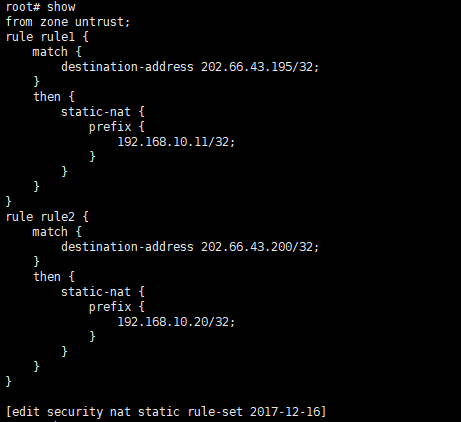 root# show
from zone untrust;
rule rule1 {
    match {
        destination-address 202.66.43.195/32;
    }
    then {
        static-nat {
            prefix {
                192.168.10.11/32;
            }
        }
    }
}
rule rule2 {
    match {
        destination-address 202.66.43.200/32;
    }
    then {
        static-nat {
            prefix {
                192.168.10.20/32;
            }
        }
    }
}

[edit security nat static rule-set 2017-12-16]